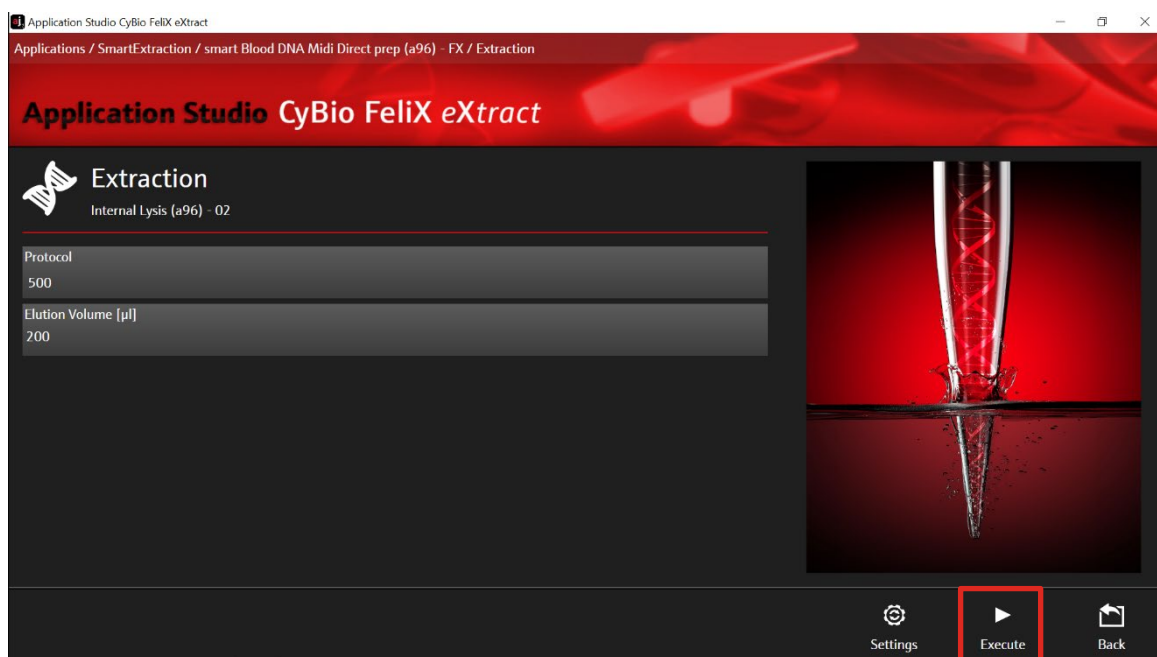 Application Studio CyBio FeliX eXtract
Applications / SmartExtraction / smart Blood DNA Midi Direct prep (a96) - FX / Extraction
Application Studio CyBio FeliX eXtract
Extraction
Internal Lysis (a96) - 02
Protocol
500
Elution Volume [µl]
200
Settings
Execute
Back